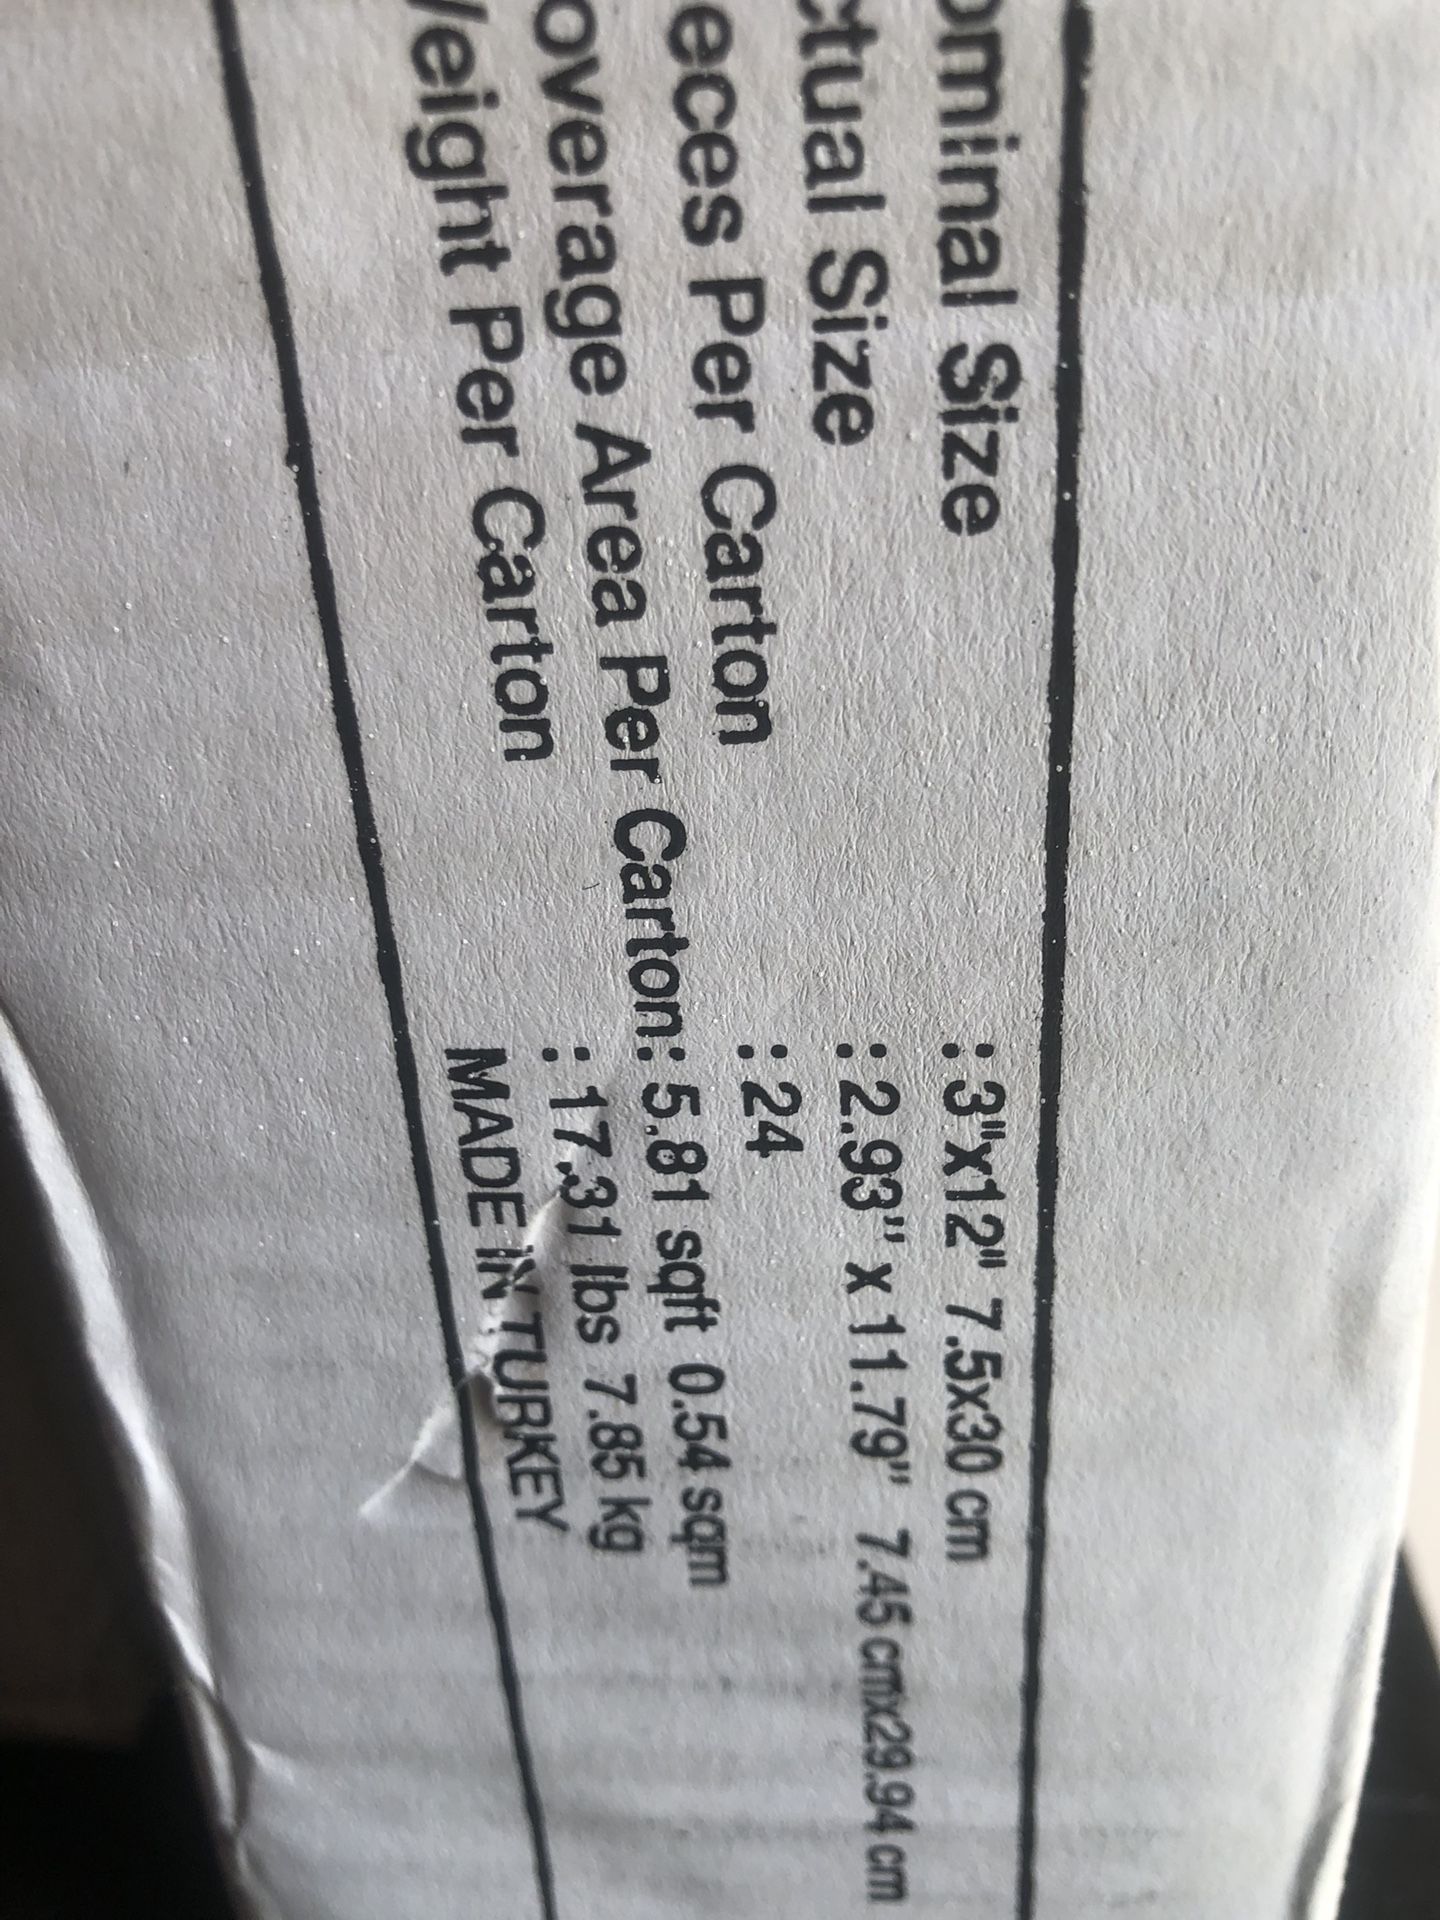 ominal Size : 3"x12" 7.5x30 cm
ctual Size : 2.93" x 11.79" 7.45 cmx29.94 cm
eces Per Carton : 24
overage Area Per Carton: 5.81 sqft 0.54 sqm
eight Per Carton : 17.31 lbs 7.85 kg
MADE IN TURKEY